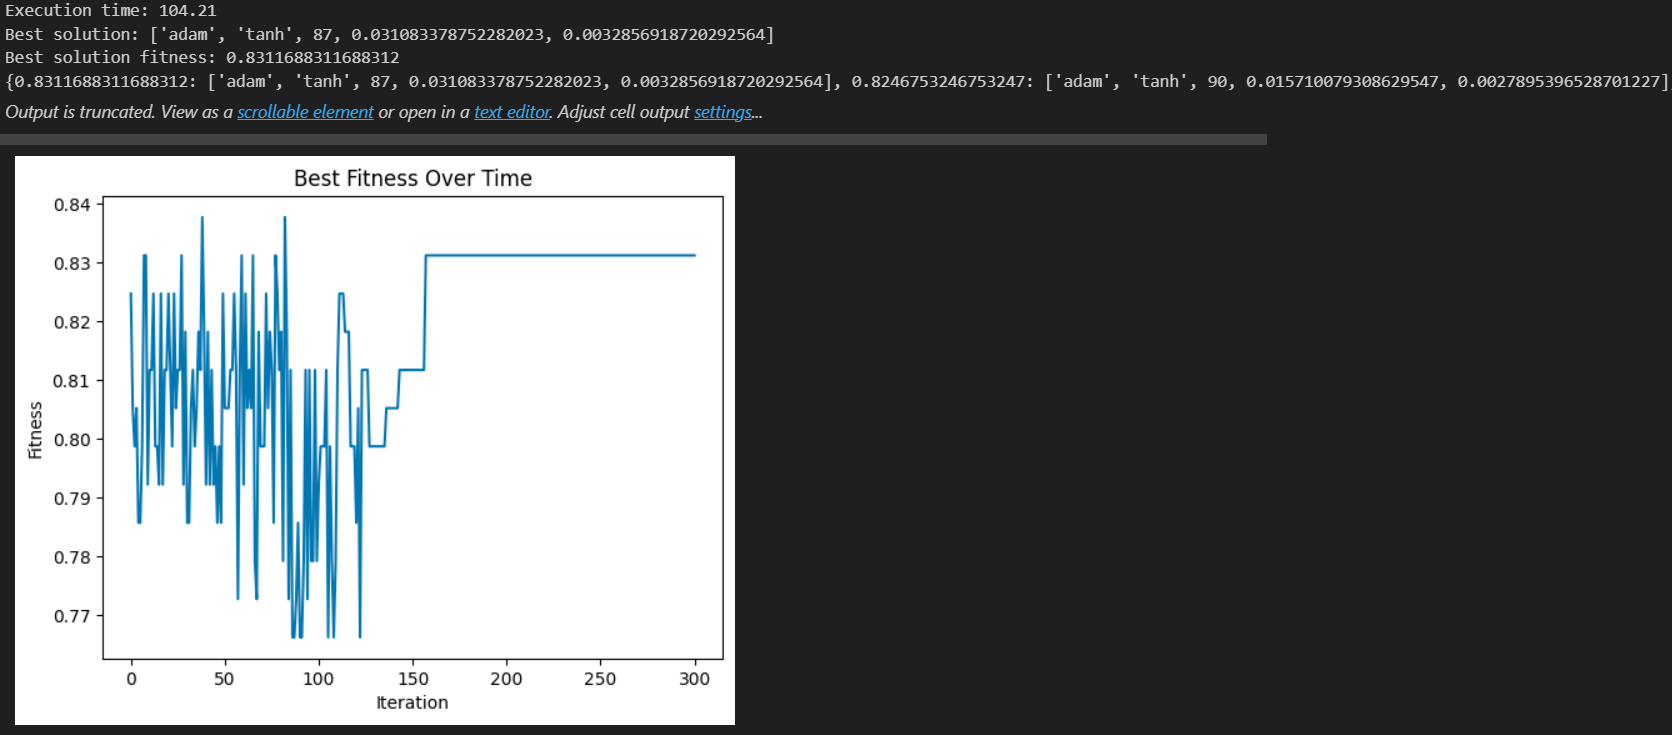 Execution time: 104.21
Best solution: ['adam', 'tanh', 87, 0.031083378752282023, 0.0032856918720292564]
Best solution fitness: 0.8311688311688312
{0.8311688311688312: ['adam', 'tanh', 87, 0.031083378752282023, 0.0032856918720292564], 0.8246753246753247: ['adam', 'tanh', 90, 0.015710079308629547, 0.0027895396528701227]
Output is truncated. View as a scrollable element or open in a text editor. Adjust cell output settings...
Best Fitness Over Time
0.84
0.83
0.82
0.81
0.80
0.79
0.78
0.77
Fitness
0 50 100 150 200 250 300
Iteration